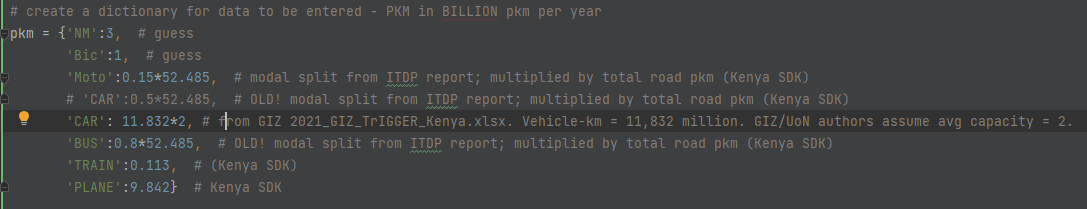 # create a dictionary for data to be entered - PKM in BILLION pkm per year
pkm = {'NM':3,  # guess
'Bic':1,  # guess
'Moto':0.15*52.485,  # modal split from ITDP report; multiplied by total road pkm (Kenya SDK)
# 'CAR':0.5*52.485,  # OLD! modal split from ITDP report; multiplied by total road pkm (Kenya SDK)
'CAR': 11.832*2, # from GIZ 2021_GIZ_TrIGGER_Kenya.xlsx. Vehicle-km = 11,832 million. GIZ/UoN authors assume avg capacity = 2.
'BUS':0.8*52.485,  # OLD! modal split from ITDP report; multiplied by total road pkm (Kenya SDK)
'TRAIN':0.113,  # (Kenya SDK)
'PLANE':9.842}  # Kenya SDK